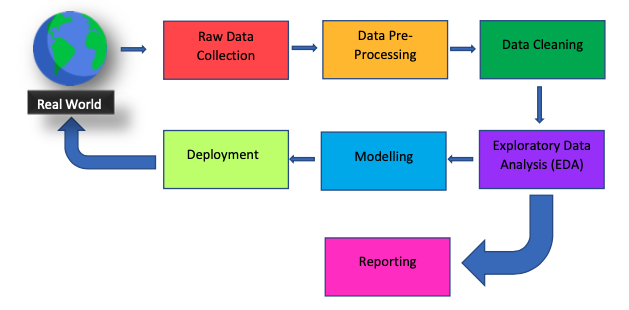 Real World
Raw Data
Collection
Data Pre-
Processing
Data Cleaning
Exploratory Data
Analysis (EDA)
Modelling
Deployment
Reporting